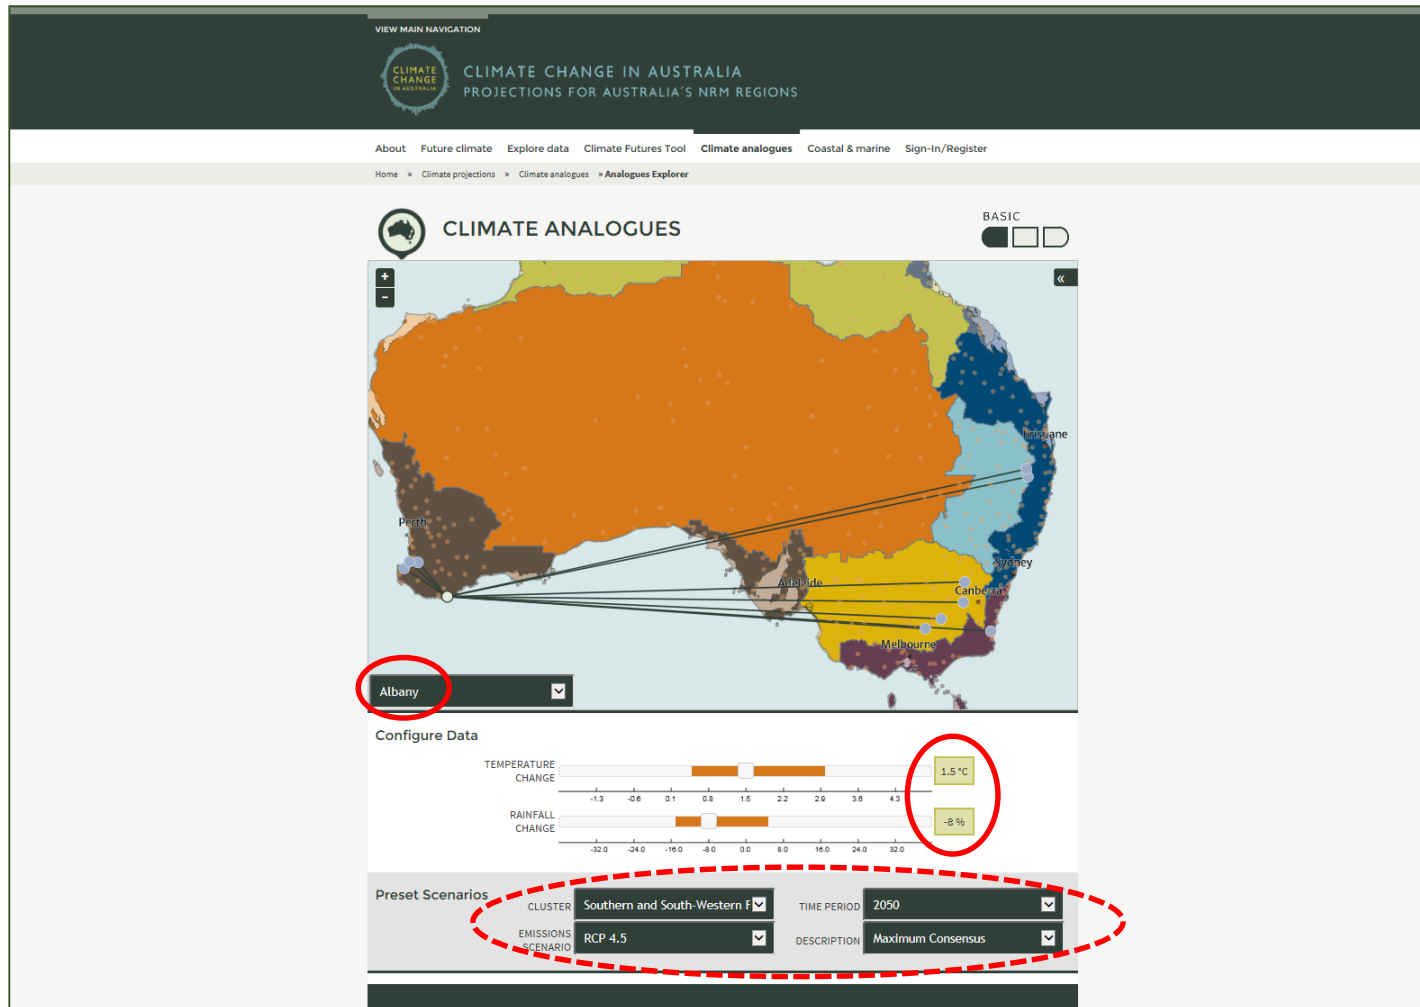 VIEW MAIN NAVIGATION
CLIMATE
CHANGE
IN AUSTRALIA
CLIMATE CHANGE IN AUSTRALIA
PROJECTIONS FOR AUSTRALIA'S NRM REGIONS
About Future climate Explore data Climate Futures Tool Climate analogues Coastal & marine Sign-In/Register
Home » Climate projections » Climate analogues » Analogues Explorer
CLIMATE ANALOGUES
BASIC
+
-
«
Brisbane
Perth
Sydney
Adelaide
Canberra
Melbourne
Albany
Configure Data
TEMPERATURE
CHANGE
1.5 °C
-1.3 -0.6 0.1 0.8 1.5 2.2 2.9 3.6 4.3
RAINFALL
CHANGE
-8 %
-32.0 -24.0 -16.0 -8.0 0.0 8.0 16.0 24.0 32.0
Preset Scenarios
CLUSTER Southern and South-Western F
TIME PERIOD 2050
EMISSIONS
SCENARIO RCP 4.5
DESCRIPTION Maximum Consensus